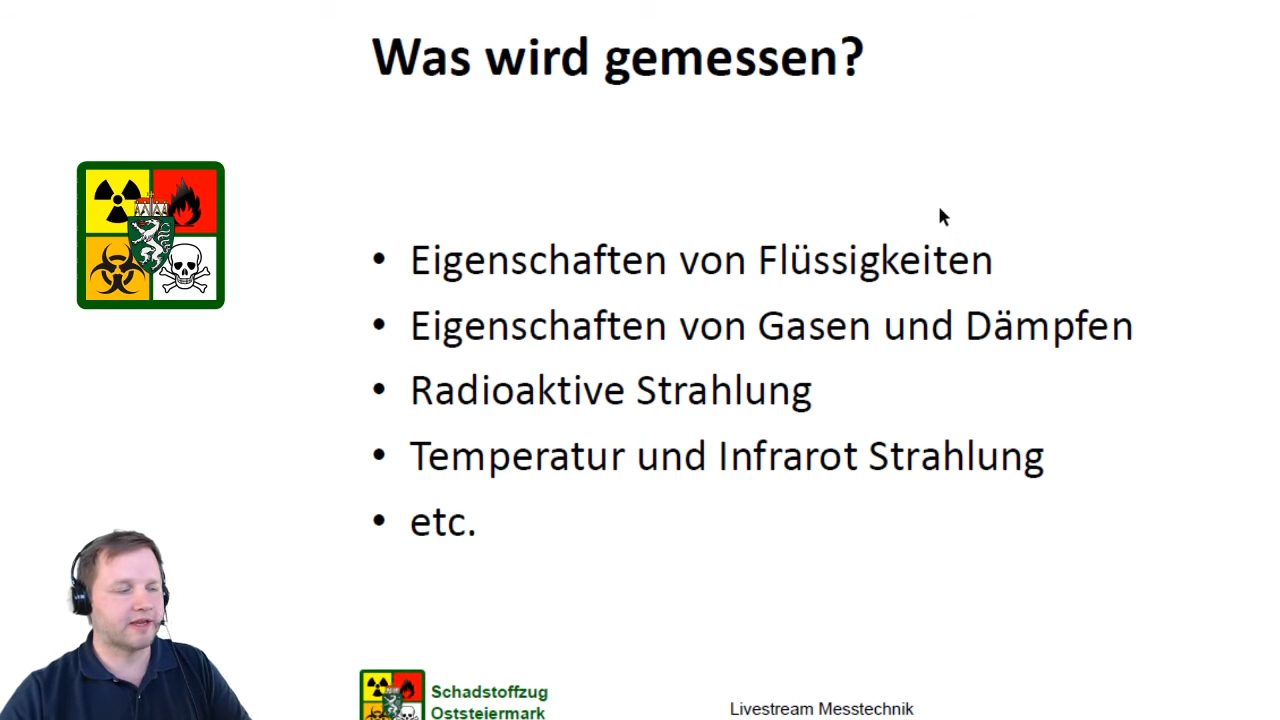 Was wird gemessen?
• Eigenschaften von Flüssigkeiten
• Eigenschaften von Gasen und Dämpfen
• Radioaktive Strahlung
• Temperatur und Infrarot Strahlung
• etc.
Schadstoffzug
Oststeiermark
Livestream Messtechnik